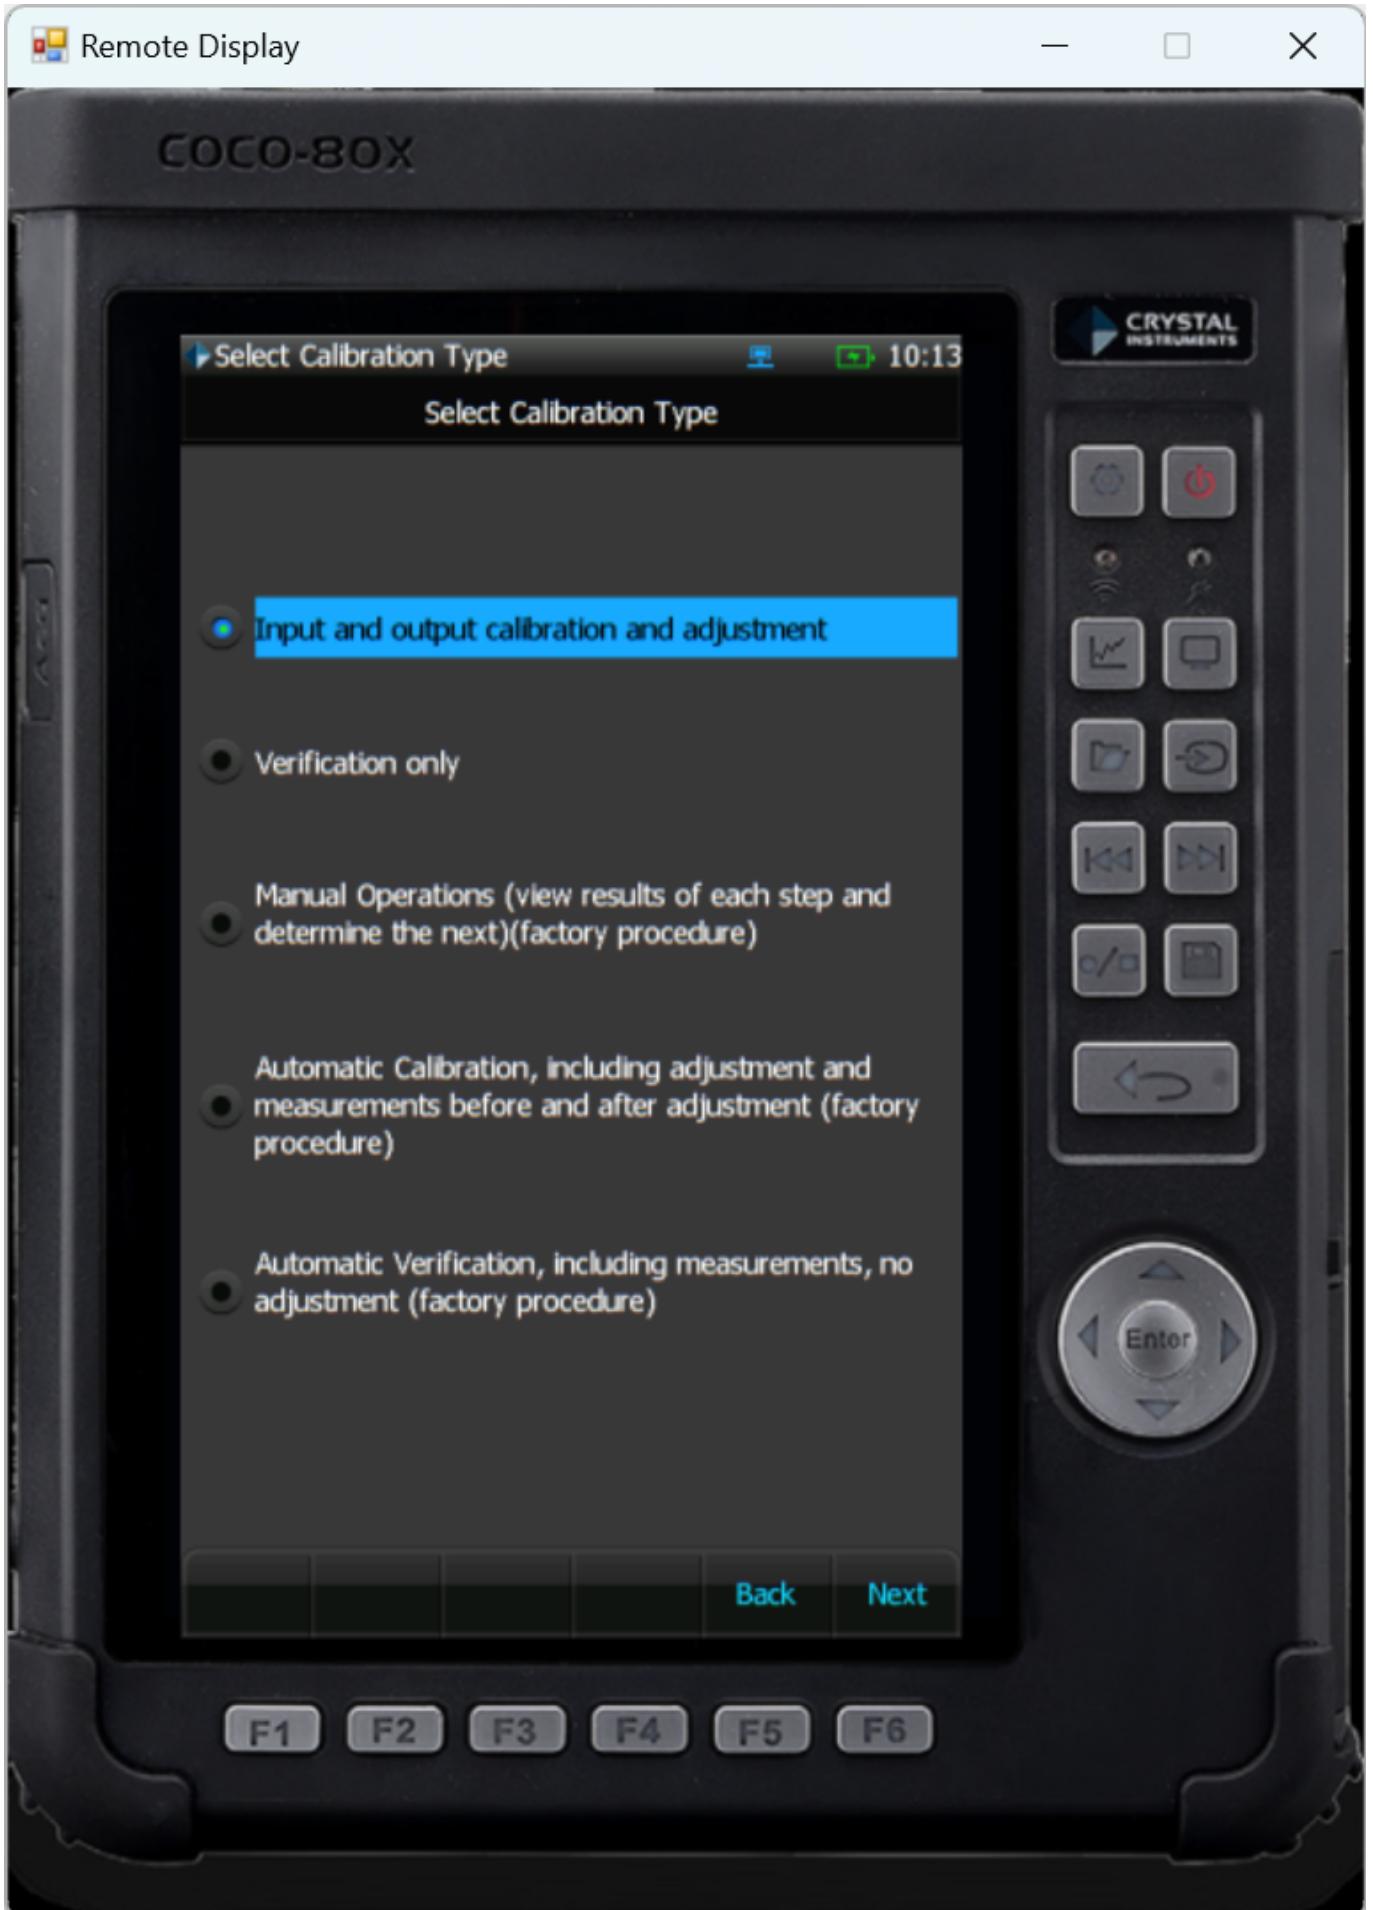 Remote Display
COCO-80X
CRYSTAL
INSTRUMENTS
Select Calibration Type
10:13
Select Calibration Type
Input and output calibration and adjustment
Verification only
Manual Operations (view results of each step and
determine the next)(factory procedure)
Automatic Calibration, including adjustment and
measurements before and after adjustment (factory
procedure)
Automatic Verification, including measurements, no
adjustment (factory procedure)
Enter
Back
Next
F1
F2
F3
F4
F5
F6